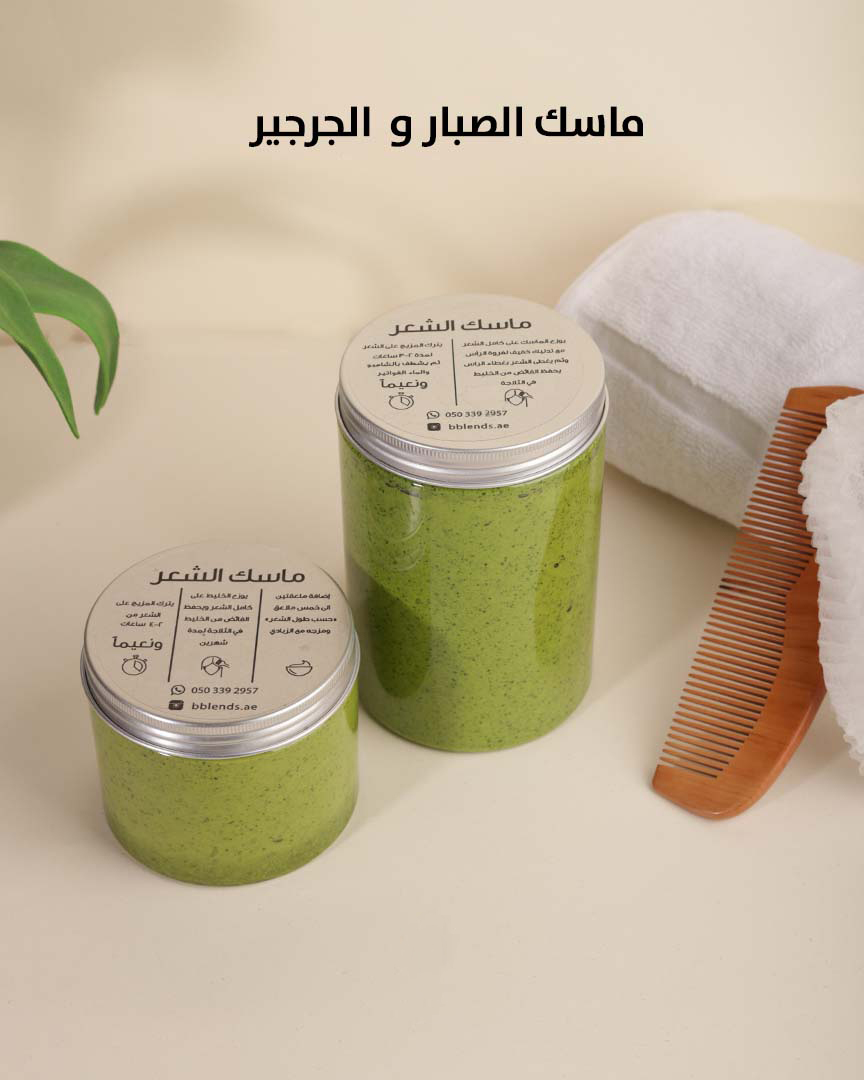 ماسك الصبار و الجرجير
ماسك الشعر
يوزع الماسك على كامل الشعر
مع تدليك خفيف لفروة الرأس
وثم يغطى الشعر بغطاء الرأس
يحفظ الفائض من الخليط
في الثلاجة
يترك المزيج على الشعر
لمدة ٢-٣ ساعات
ثم يشطف بالشامبو
والماء الفواتير
ونعيماً
050 339 2957
bblends.ae
ماسك الشعر
إضافة ملعقتين
الى خمس ملاعق
«حسب طول الشعر»
ومزجه مع الزبادي
يوزع الخليط على
كامل الشعر ويحفظ
الفائض من الخليط
في الثلاجة لمدة
شهرين
يترك المزيج على
الشعر من
٢-٤ ساعات
ونعيماً
050 339 2957
bblends.ae